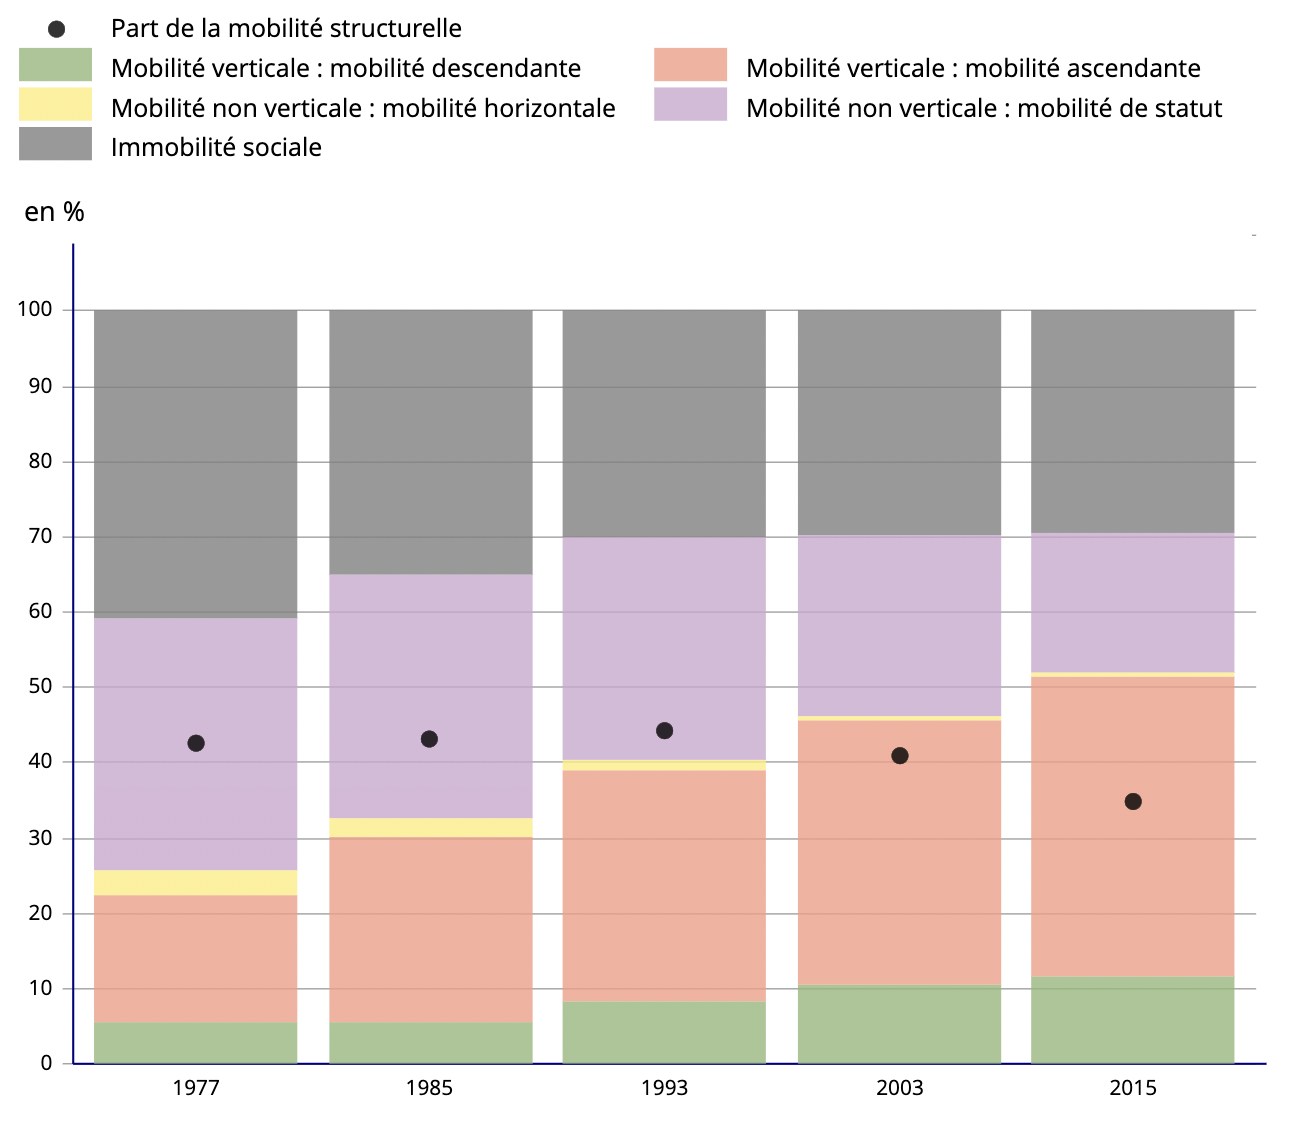 Part de la mobilité structurelle
Mobilité verticale : mobilité descendante
Mobilité verticale : mobilité ascendante
Mobilité non verticale : mobilité horizontale
Mobilité non verticale : mobilité de statut
Immobilité sociale
en %
100
90
80
70
60
50
40
30
20
10
0
1977 1985 1993 2003 2015